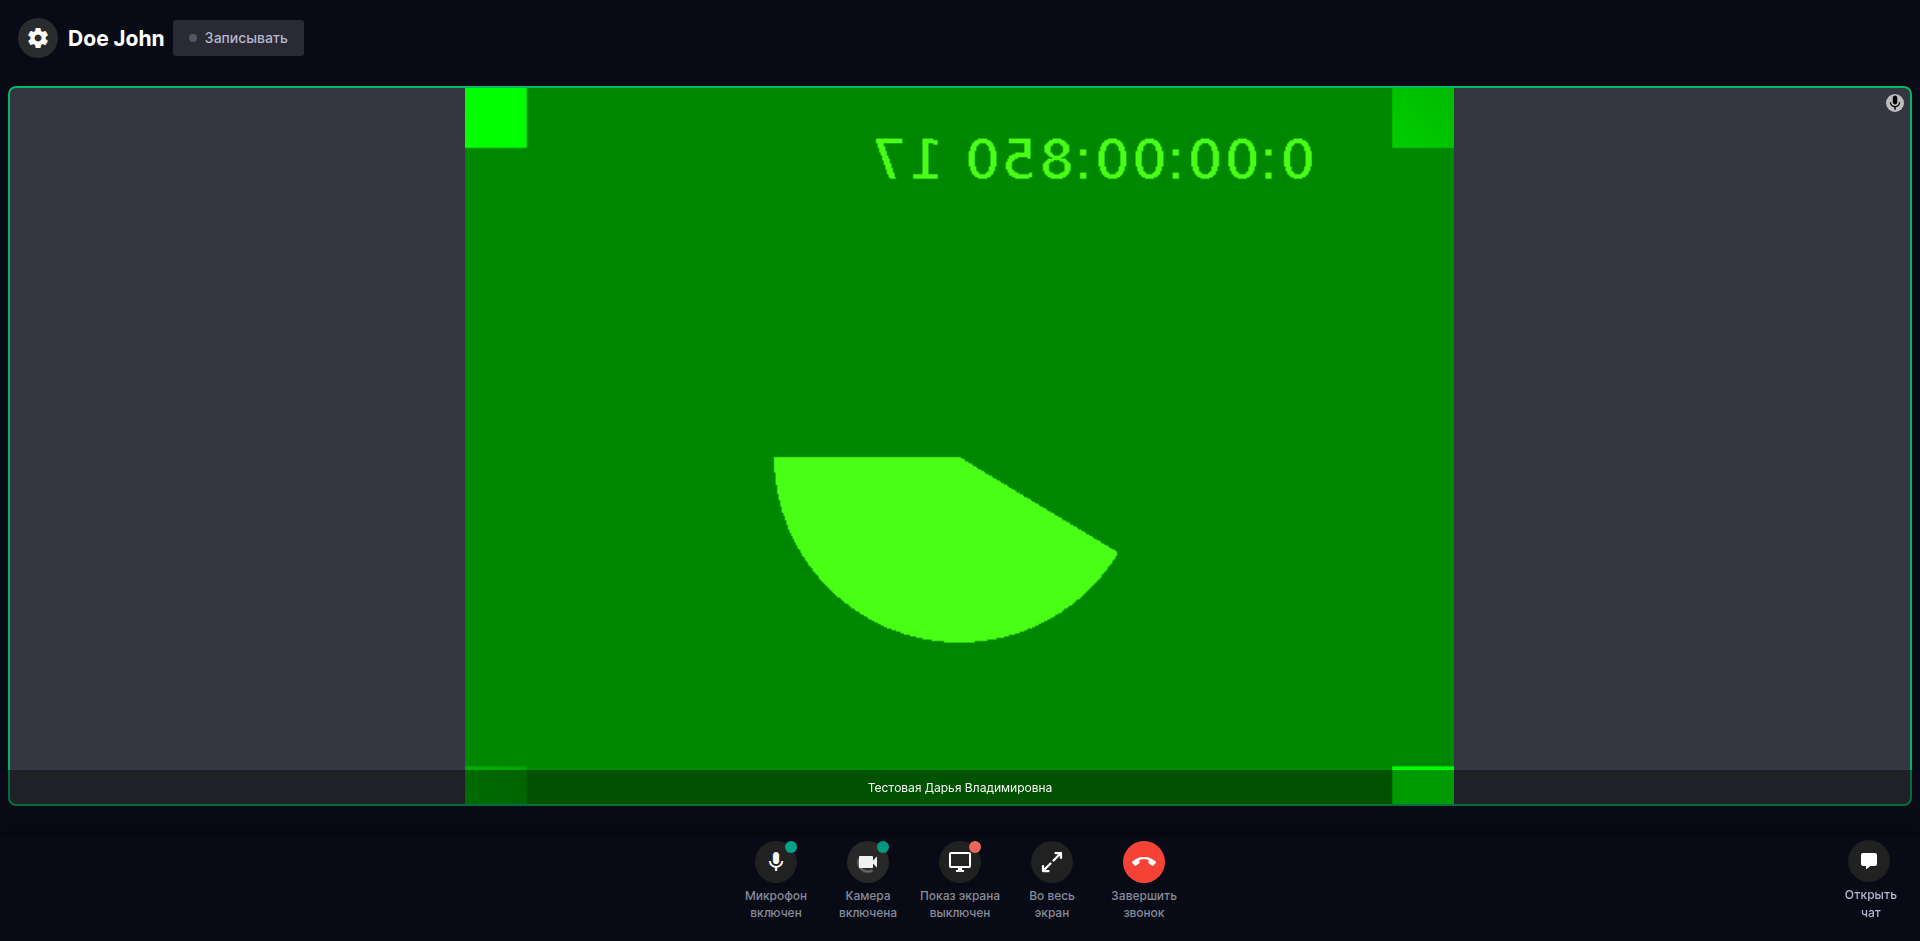 Doe John
Записывать
0:00:00:850 17
Тестовая Дарья Владимировна
Микрофон
включен
Камера
включена
Показ экрана
выключен
Во весь
экран
Завершить
звонок
Открыть
чат